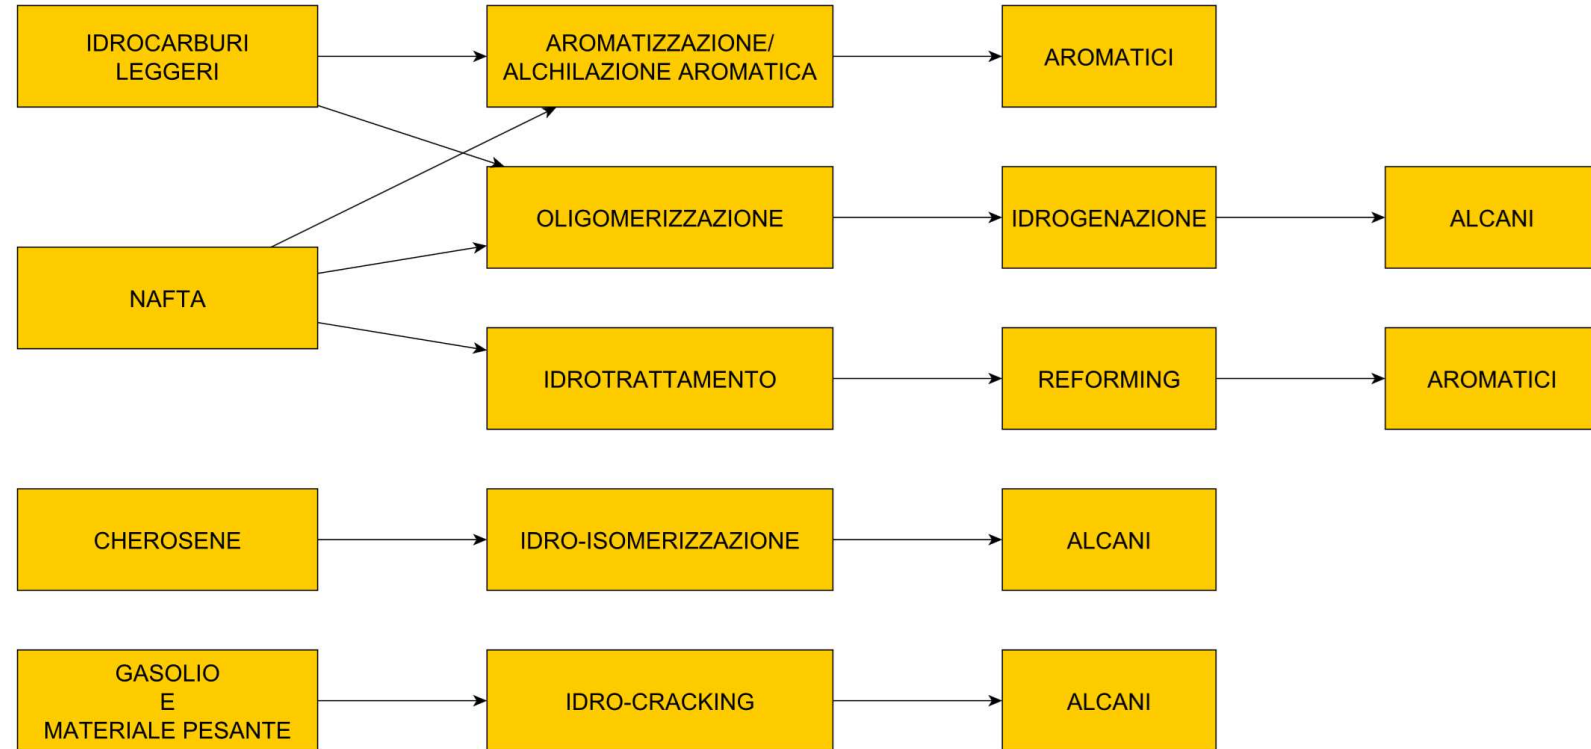 IDROCARBURI
LEGGERI
AROMATIZZAZIONE/
ALCHILAZIONE AROMATICA
AROMATICI
OLIGOMERIZZAZIONE
IDROGENAZIONE
ALCANI
NAFTA
IDROTRATTAMENTO
REFORMING
AROMATICI
CHEROSENE
IDRO-ISOMERIZZAZIONE
ALCANI
GASOLIO
E
MATERIALE PESANTE
IDRO-CRACKING
ALCANI